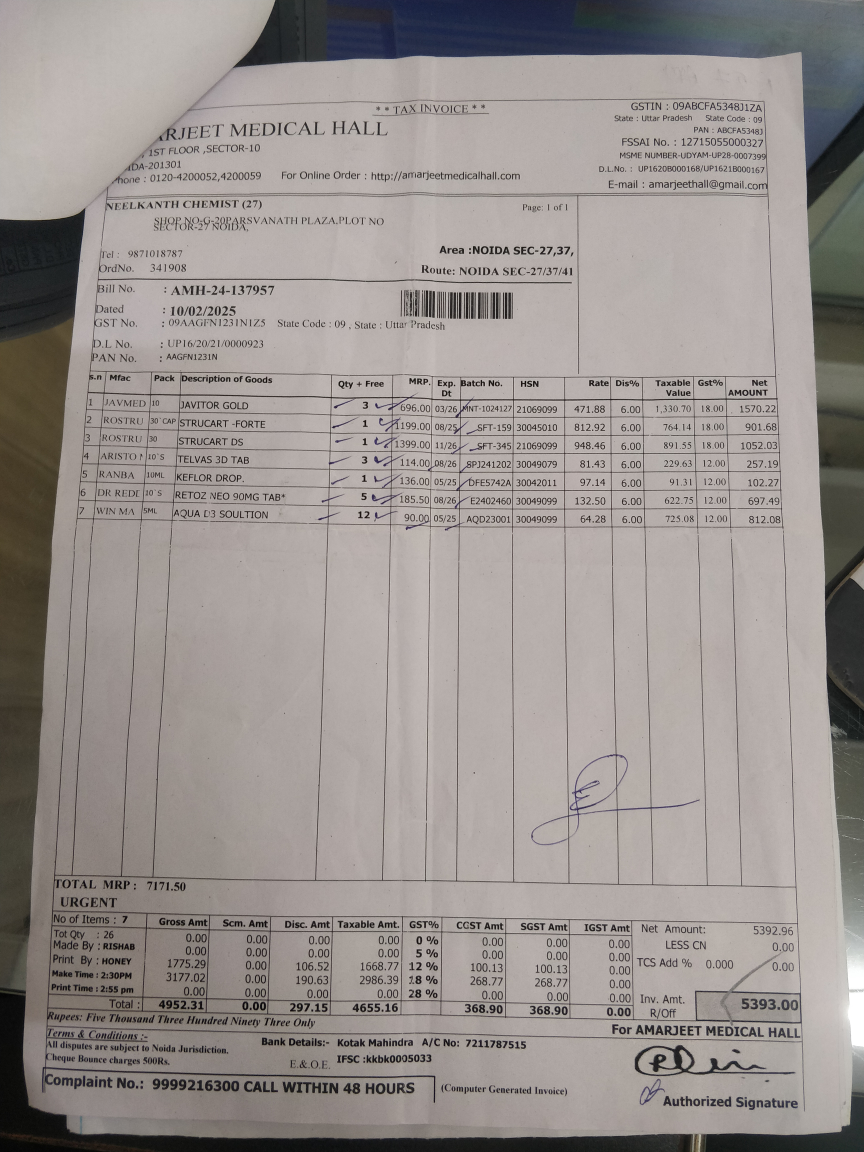 * * TAX INVOICE * *
ARJEET MEDICAL HALL
1ST FLOOR ,SECTOR-10
DA-201301
hone : 0120-4200052,4200059 For Online Order : http://amarjeetmedicalhall.com
GSTIN : 09ABCFA5348J1ZA
State : Uttar Pradesh State Code : 09
PAN : ABCFA5348J
FSSAI No. : 12715055000327
MSME NUMBER-UDYAM-UP28-0007399
D.L.No. : UP1620B000168/UP1621B000167
E-mail : amarjeethall@gmail.com
NEELKANTH CHEMIST (27) Page: 1 of 1
SHOP NO-G-20PARSVANATH PLAZA,PLOT NO
SECTOR-27 NOIDA,
Tel : 9871018787 Area :NOIDA SEC-27,37,
OrdNo. 341908 Route: NOIDA SEC-27/37/41
Bill No. : AMH-24-137957
Dated : 10/02/2025
GST No. : 09AAGFN1231N1Z5 State Code : 09 , State : Uttar Pradesh
D.L No. : UP16/20/21/0000923
PAN No. : AAGFN1231N
s.n Mfac Pack Description of Goods Qty + Free MRP. Exp. Dt Batch No. HSN Rate Dis% Taxable Value Gst% Net AMOUNT
1 JAVMED 10 JAVITOR GOLD 3 696.00 03/26 MNT-1024127 21069099 471.88 6.00 1,330.70 18.00 1570.22
2 ROSTRU 30`CAP STRUCART -FORTE 1 1199.00 08/25 SFT-159 30045010 812.92 6.00 764.14 18.00 901.68
3 ROSTRU 30 STRUCART DS 1 1399.00 11/26 SFT-345 21069099 948.46 6.00 891.55 18.00 1052.03
4 ARISTO 10`S TELVAS 3D TAB 3 114.00 08/26 SPJ241202 30049079 81.43 6.00 229.63 12.00 257.19
5 RANBA 10ML KEFLOR DROP. 1 136.00 05/25 DFE5742A 30042011 97.14 6.00 91.31 12.00 102.27
6 DR REDE 10`S RETOZ NEO 90MG TAB* 5 185.50 08/26 E2402460 30049099 132.50 6.00 622.75 12.00 697.49
7 WIN MA 5ML AQUA D3 SOULTION 12 90.00 05/25 AQD23001 30049099 64.28 6.00 725.08 12.00 812.08
TOTAL MRP : 7171.50
URGENT
No of Items : 7 Gross Amt Scm. Amt Disc. Amt Taxable Amt. GST% CGST Amt SGST Amt IGST Amt Net Amount: 5392.96
Tot Qty : 26 0.00 0.00 0.00 0.00 0 % 0.00 0.00 0.00 LESS CN 0.00
Made By : RISHAB 0.00 0.00 0.00 0.00 5 % 0.00 0.00 0.00
Print By : HONEY 1775.29 0.00 106.52 1668.77 12 % 100.13 100.13 0.00 TCS Add % 0.000 0.00
Make Time : 2:30PM 3177.02 0.00 190.63 2986.39 18 % 268.77 268.77 0.00
Print Time : 2:55 pm 0.00 0.00 0.00 0.00 28 % 0.00 0.00 0.00
Total : 4952.31 0.00 297.15 4655.16 368.90 368.90 0.00 Inv. Amt. R/Off 5393.00
Rupees: Five Thousand Three Hundred Ninety Three Only
For AMARJEET MEDICAL HALL
Terms & Conditions :-
All disputes are subject to Noida Jurisdiction.
Cheque Bounce charges 500Rs.
E.& O.E.
Bank Details:- Kotak Mahindra A/C No: 7211787515
IFSC :kkbk0005033
Complaint No.: 9999216300 CALL WITHIN 48 HOURS
(Computer Generated Invoice)
Authorized Signature